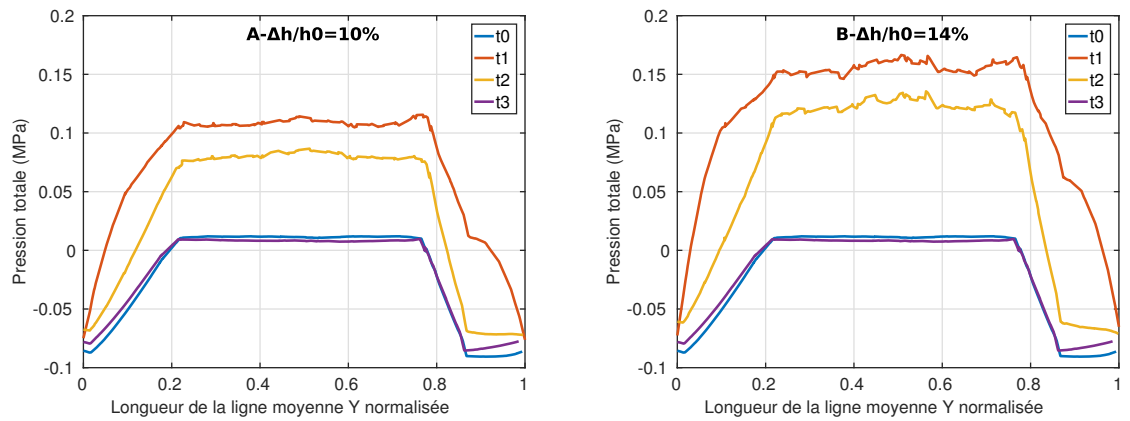 A-Δh/h0=10%
t0
t1
t2
t3
0.2
0.15
0.1
0.05
0
-0.05
-0.1
Pression totale (MPa)
0
0.2
0.4
0.6
0.8
1
Longueur de la ligne moyenne Y normalisée
B-Δh/h0=14%
t0
t1
t2
t3
0.2
0.15
0.1
0.05
0
-0.05
-0.1
Pression totale (MPa)
0
0.2
0.4
0.6
0.8
1
Longueur de la ligne moyenne Y normalisée